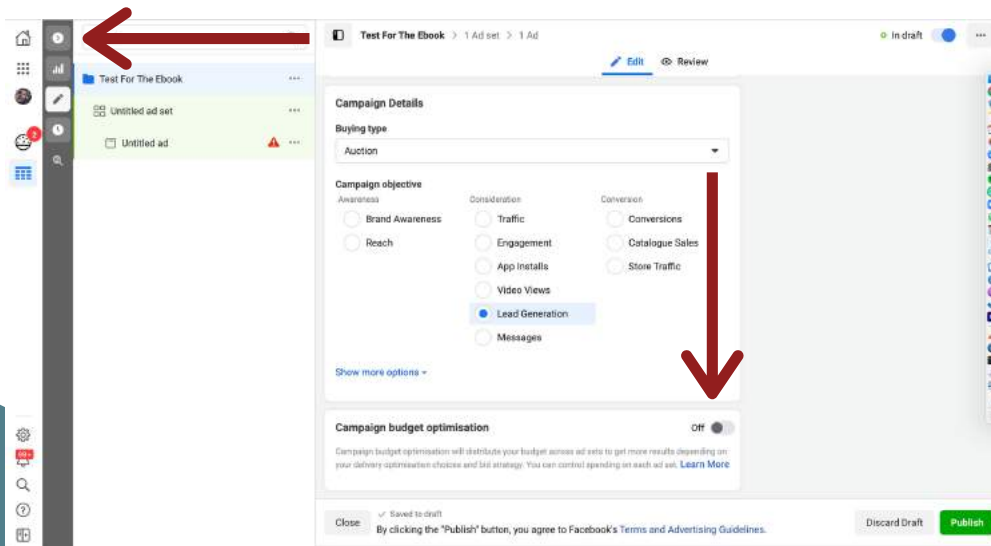 Test For The Ebook > 1 Ad set > 1 Ad
In draft
Edit
Review
Test For The Ebook
Untitled ad set
Untitled ad
2
Campaign Details
Buying type
Auction
Campaign objective
Awareness
Consideration
Conversion
Brand Awareness
Traffic
Conversions
Reach
Engagement
Catalogue Sales
App Installs
Store Traffic
Video Views
Lead Generation
Messages
Show more options
Campaign budget optimisation
Off
Campaign budget optimisation will distribute your budget across ad sets to get more results depending on
your delivery optimisation choices and bid strategy. You can control spending on each ad set. Learn More
99+
Close
Saved to draft
By clicking the "Publish" button, you agree to Facebook's Terms and Advertising Guidelines.
Discard Draft
Publish